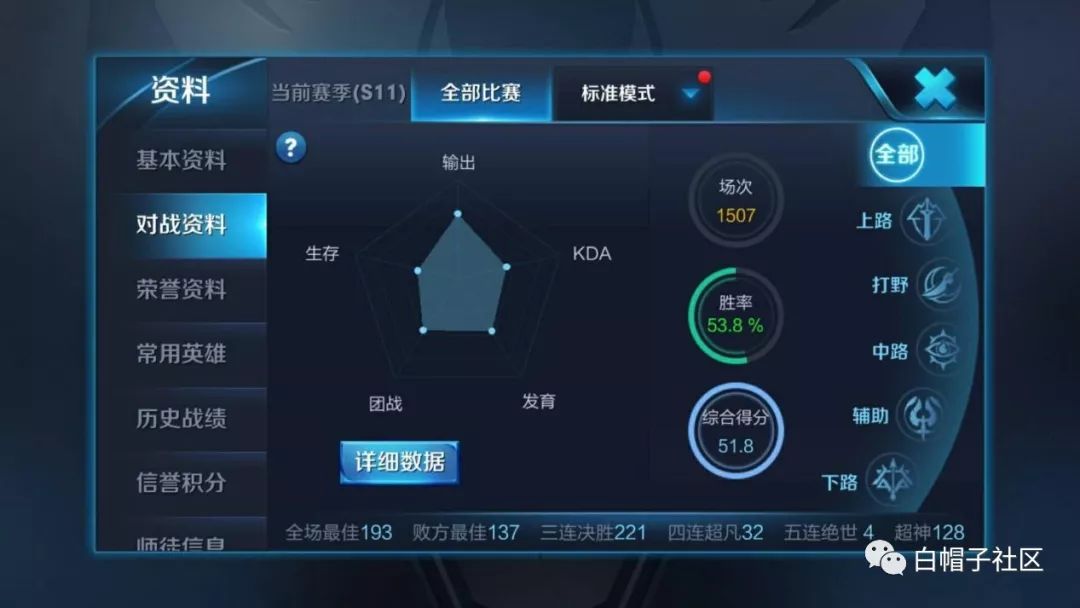 资料
当前赛季(S11)
全部比赛
标准模式
基本资料
对战资料
荣誉资料
常用英雄
历史战绩
信誉积分
师徒信息
?
输出
KDA
发育
团战
生存
详细数据
场次
1507
胜率
53.8 %
综合得分
51.8
全部
上路
打野
中路
辅助
下路
全场最佳193 败方最佳137 三连决胜221 四连超凡32 五连绝世 4 超神128
白帽子社区